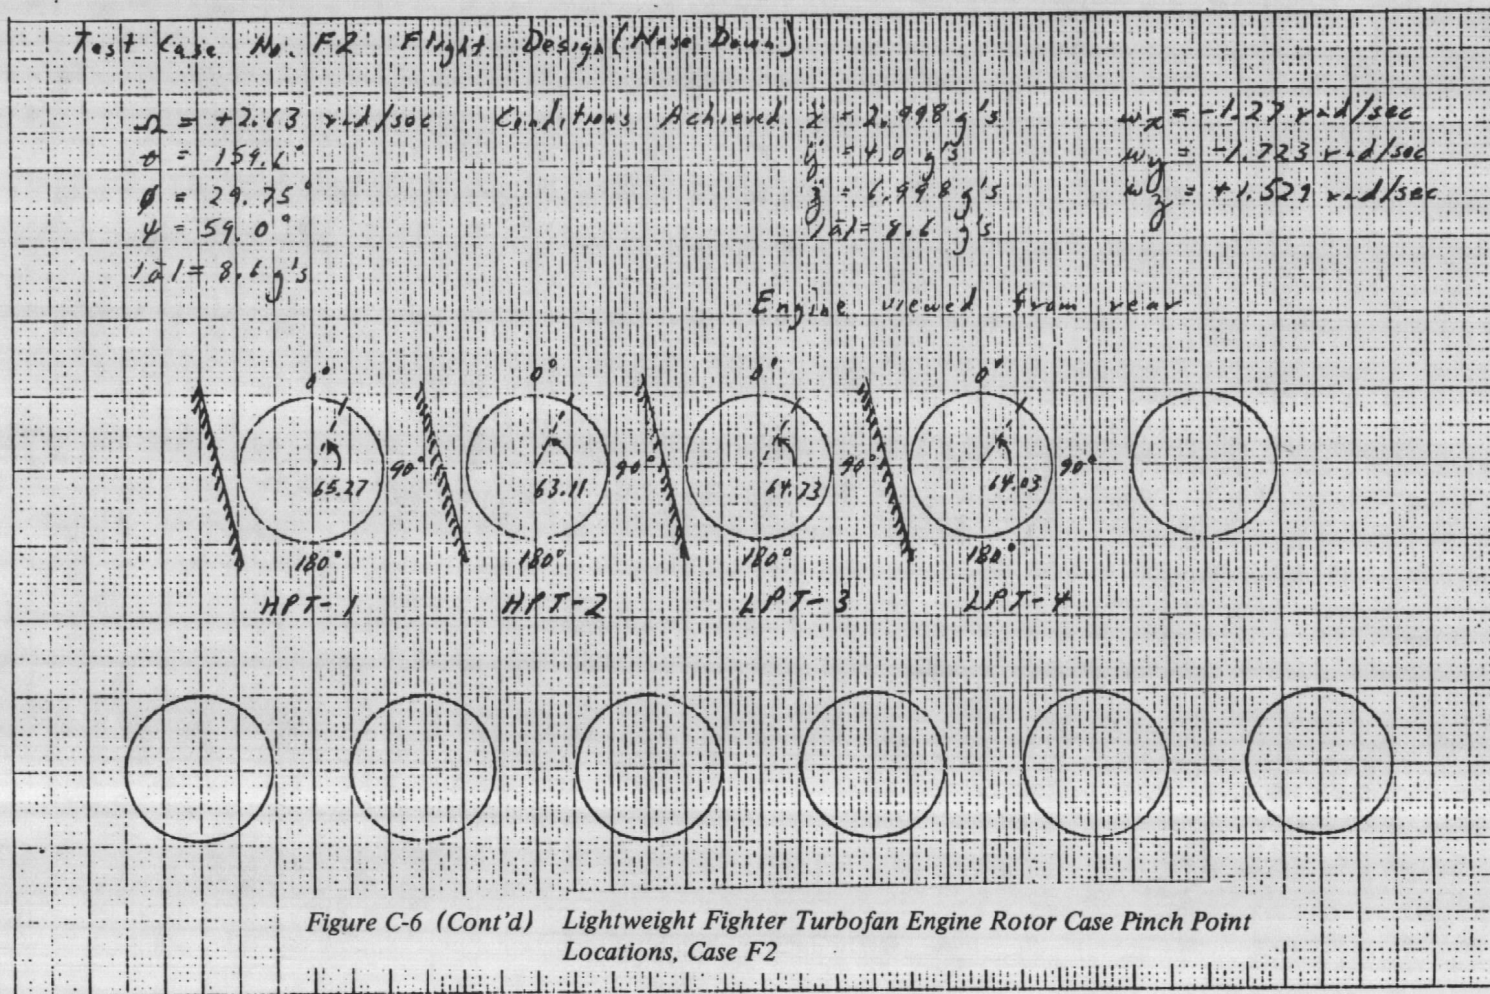 Test Case No. F2 Flight Design (Nose Down)
Ω = +2.63 rad/sec Conditions Achieved ẍ = 2.998 g's ωx = -1.27 rad/sec
θ = 159.6° ÿ = 4.0 g's ωy = -1.723 rad/sec
ø = 29.75° z̈ = 6.998 g's ωz = +1.529 rad/sec
ψ = 59.0° |ā| = 8.6 g's
|ā| = 8.6 g's
Engine viewed from rear
0° 0° 0° 0°
90° 90° 90° 90°
65.27 63.11 64.73 64.03
180° 180° 180° 180°
HPT-1 HPT-2 LPT-3 LPT-4
Figure C-6 (Cont'd) Lightweight Fighter Turbofan Engine Rotor Case Pinch Point
Locations, Case F2